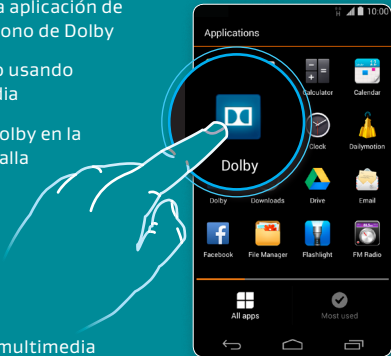 a aplicación de
ono de Dolby
o usando
lia
olby en la
alla
multimedia
10:00
Applications
Calculator
Calendar
Dolby
Clock
Dailymotion
Dolby
Downloads
Drive
Email
Facebook
File Manager
Flashlight
FM Radio
All apps
Most used